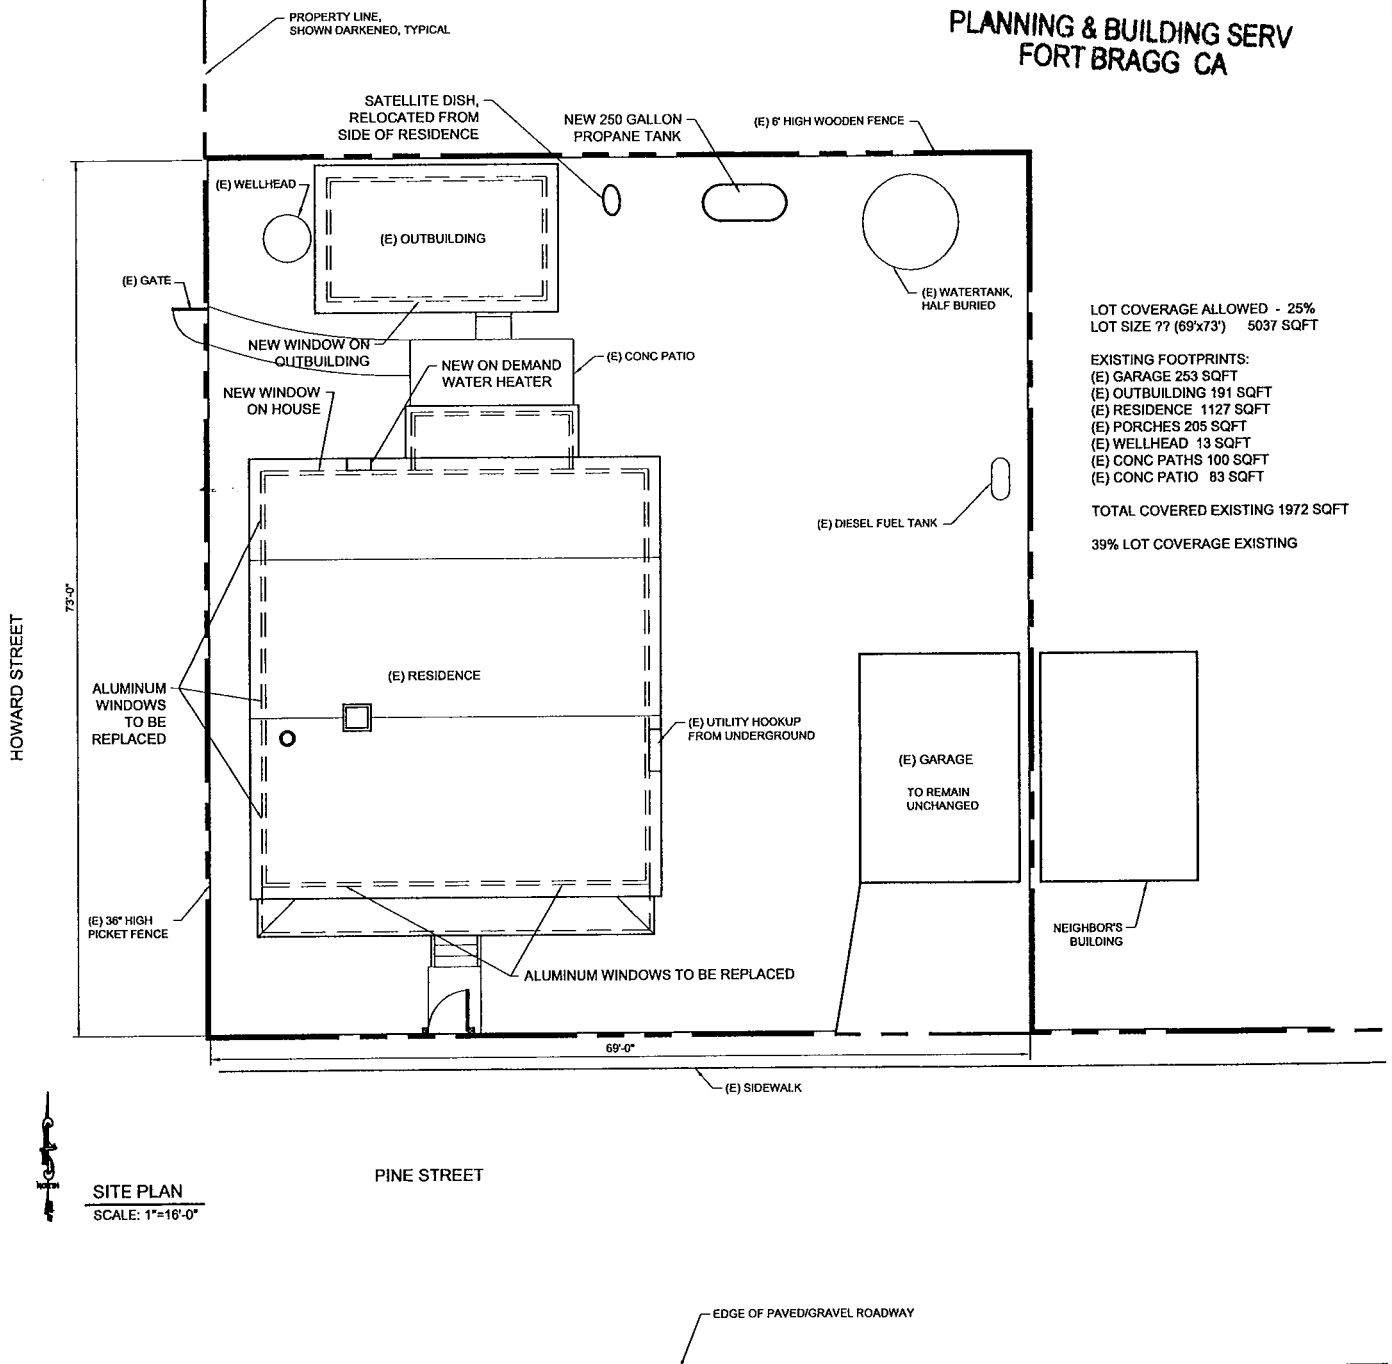 PROPERTY LINE,
SHOWN DARKENED, TYPICAL
PLANNING & BUILDING SERV
FORT BRAGG CA
SATELLITE DISH,
RELOCATED FROM
SIDE OF RESIDENCE
NEW 250 GALLON
PROPANE TANK
(E) 6' HIGH WOODEN FENCE
(E) WELLHEAD
(E) OUTBUILDING
(E) GATE
(E) WATERTANK,
HALF BURIED
NEW WINDOW ON
OUTBUILDING
NEW ON DEMAND
WATER HEATER
(E) CONC PATIO
NEW WINDOW
ON HOUSE
LOT COVERAGE ALLOWED - 25%
LOT SIZE ?? (69'x73') 5037 SQFT
EXISTING FOOTPRINTS:
(E) GARAGE 253 SQFT
(E) OUTBUILDING 191 SQFT
(E) RESIDENCE 1127 SQFT
(E) PORCHES 205 SQFT
(E) WELLHEAD 13 SQFT
(E) CONC PATHS 100 SQFT
(E) CONC PATIO 83 SQFT
TOTAL COVERED EXISTING 1972 SQFT
39% LOT COVERAGE EXISTING
(E) DIESEL FUEL TANK
73'-0"
HOWARD STREET
ALUMINUM
WINDOWS
TO BE
REPLACED
(E) RESIDENCE
(E) UTILITY HOOKUP
FROM UNDERGROUND
(E) GARAGE
TO REMAIN
UNCHANGED
(E) 36" HIGH
PICKET FENCE
NEIGHBOR'S
BUILDING
ALUMINUM WINDOWS TO BE REPLACED
69'-0"
(E) SIDEWALK
PINE STREET
NORTH
SITE PLAN
SCALE: 1"=16'-0"
EDGE OF PAVED/GRAVEL ROADWAY